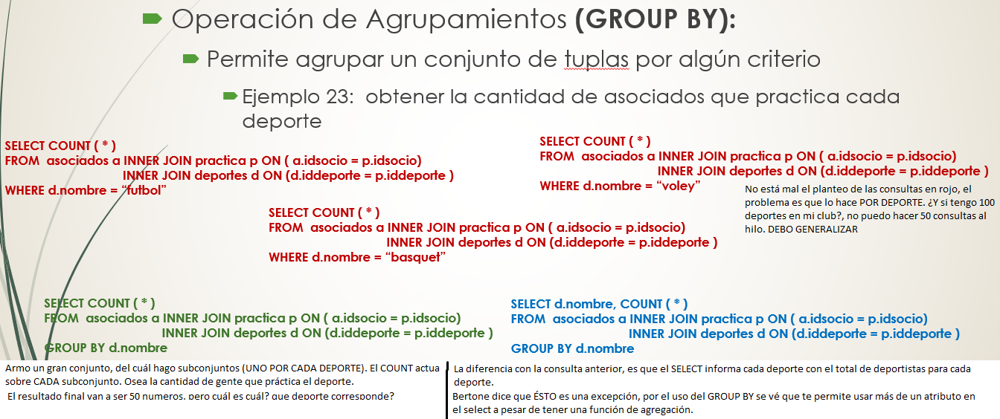 Operación de Agrupamientos (GROUP BY):
Permite agrupar un conjunto de tuplas por algún criterio
Ejemplo 23: obtener la cantidad de asociados que practica cada
deporte
SELECT COUNT ( * )
FROM asociados a INNER JOIN practica p ON ( a.idsocio = p.idsocio)
INNER JOIN deportes d ON (d.iddeporte = p.iddeporte )
WHERE d.nombre = “futbol”
SELECT COUNT ( * )
FROM asociados a INNER JOIN practica p ON ( a.idsocio = p.idsocio)
INNER JOIN deportes d ON (d.iddeporte = p.iddeporte )
WHERE d.nombre = “voley”
No está mal el planteo de las consultas en rojo, el
problema es que lo hace POR DEPORTE. ¿Y si tengo 100
deportes en mi club?, no puedo hacer 50 consultas al
hilo. DEBO GENERALIZAR
SELECT COUNT ( * )
FROM asociados a INNER JOIN practica p ON ( a.idsocio = p.idsocio)
INNER JOIN deportes d ON (d.iddeporte = p.iddeporte )
WHERE d.nombre = “basquet”
SELECT COUNT ( * )
FROM asociados a INNER JOIN practica p ON ( a.idsocio = p.idsocio)
INNER JOIN deportes d ON (d.iddeporte = p.iddeporte )
GROUP BY d.nombre
SELECT d.nombre, COUNT ( * )
FROM asociados a INNER JOIN practica p ON ( a.idsocio = p.idsocio)
INNER JOIN deportes d ON (d.iddeporte = p.iddeporte )
GROUP BY d.nombre
Armo un gran conjunto, del cuál hago subconjuntos (UNO POR CADA DEPORTE). El COUNT actua
sobre CADA subconjunto. Osea la cantidad de gente que práctica el deporte.
El resultado final van a ser 50 numeros. pero cuál es cuál? que deporte corresponde?
La diferencia con la consulta anterior, es que el SELECT informa cada deporte con el total de deportistas para cada
deporte.
Bertone dice que ÉSTO es una excepción, por el uso del GROUP BY se vé que te permite usar más de un atributo en
el select a pesar de tener una función de agregación.